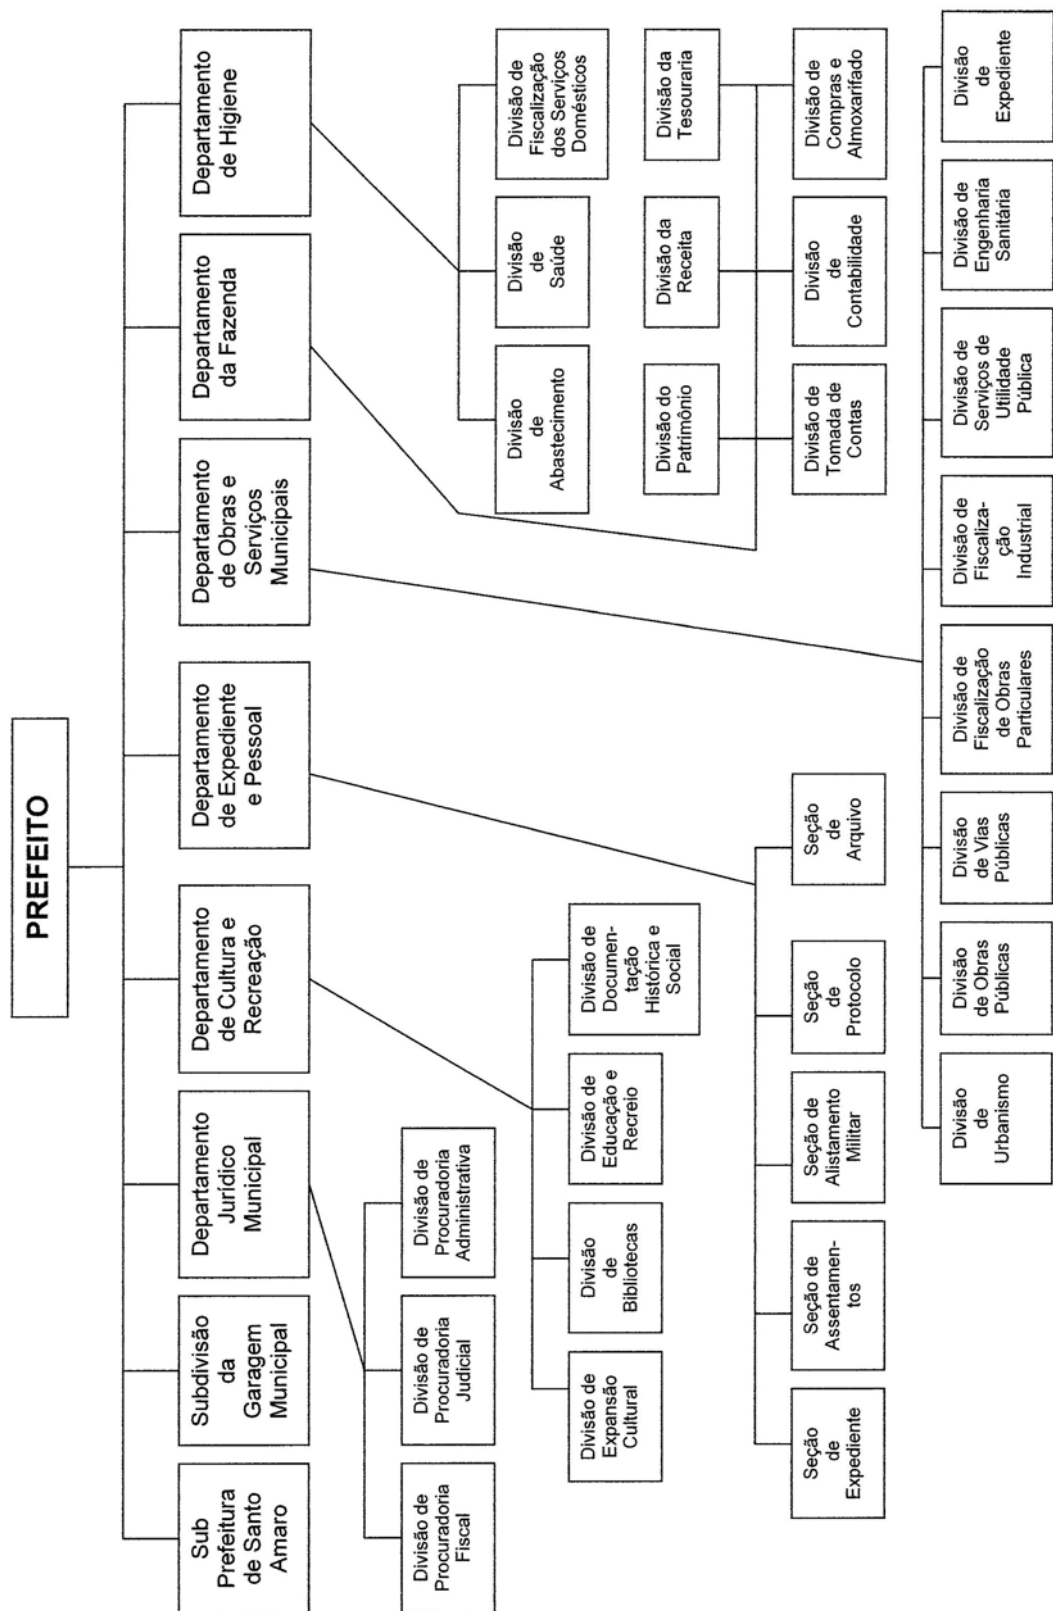 PREFEITO
Sub
Prefeitura
de Santo
Amaro
Subdivisão
da
Garagem
Municipal
Departamento
Jurídico
Municipal
Departamento
de Cultura e
Recreação
Departamento
de Expediente
e Pessoal
Departamento
de Obras e
Serviços
Municipais
Departamento
da Fazenda
Departamento
de Higiene
Divisão de
Procuradoria
Fiscal
Divisão de
Procuradoria
Judicial
Divisão de
Procuradoria
Administrativa
Divisão
de
Abastecimento
Divisão
de
Saúde
Divisão de
Fiscalização
dos Serviços
Domésticos
Divisão de
Expansão
Cultural
Divisão
de
Bibliotecas
Divisão de
Educação e
Recreio
Divisão de
Documen-
tação
Histórica e
Social
Divisão do
Patrimônio
Divisão da
Receita
Divisão da
Tesouraria
Seção
de
Expediente
Seção de
Assentamen-
tos
Seção de
Alistamento
Militar
Seção
de
Protocolo
Seção
de
Arquivo
Divisão de
Tomada de
Contas
Divisão
de
Contabilidade
Divisão de
Compras e
Almoxarifado
Divisão
de
Urbanismo
Divisão
de Obras
Públicas
Divisão
de Vias
Públicas
Divisão de
Fiscalização
de Obras
Particulares
Divisão de
Fiscaliza-
ção
Industrial
Divisão de
Serviços de
Utilidade
Pública
Divisão de
Engenharia
Sanitária
Divisão
de
Expediente